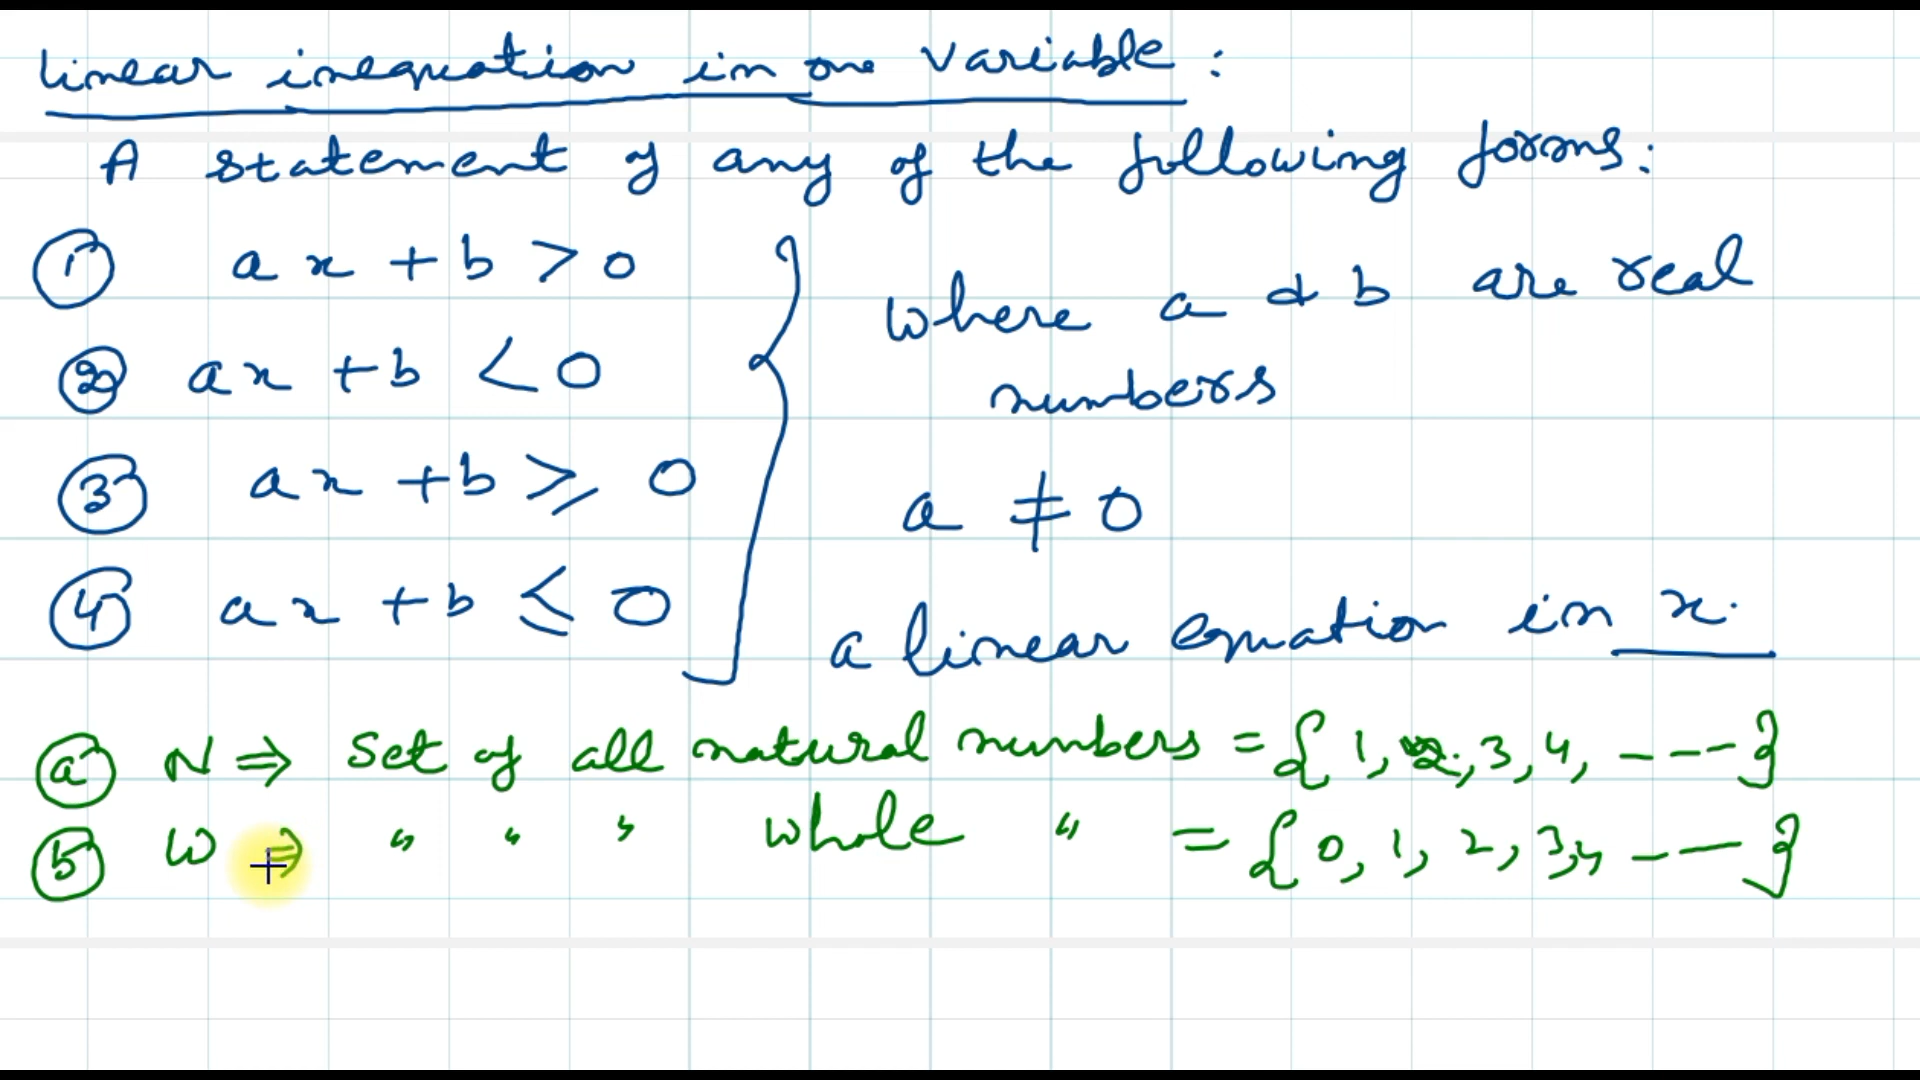 Linear inequation in one variable :
A statement of any of the following forms:
① ax + b > 0
② ax + b < 0
③ ax + b ⩾ 0
④ ax + b ≤ 0
where a & b are real
numbers
a ≠ 0
a linear equation in x.
ⓐ N ⇒ Set of all natural numbers = {1, 2, 3, 4, ---}
ⓑ W ⇒ " " " whole " = {0, 1, 2, 3, ---}